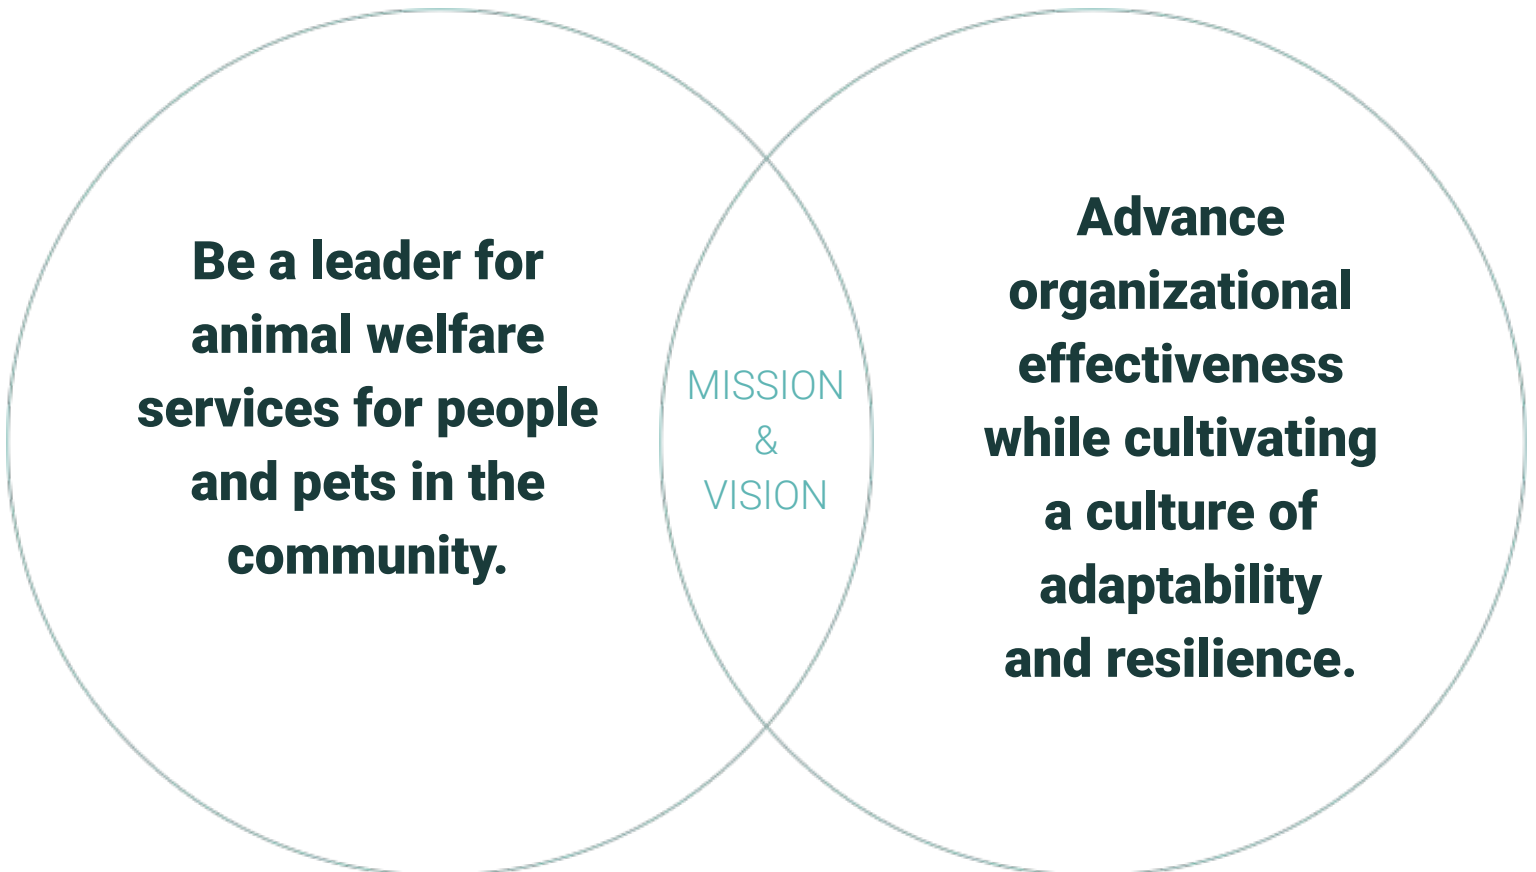 Be a leader for
animal welfare
services for people
and pets in the
community.
MISSION
&
VISION
Advance
organizational
effectiveness
while cultivating
a culture of
adaptability
and resilience.